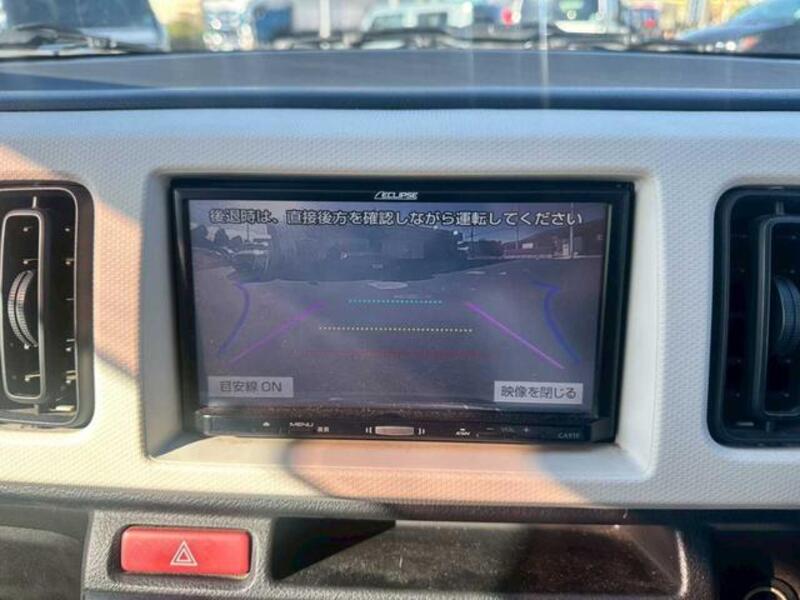 ECLIPSE
後退時は、直接後方を確認しながら運転してください
目安線 ON
映像を閉じる
MENU
VOL